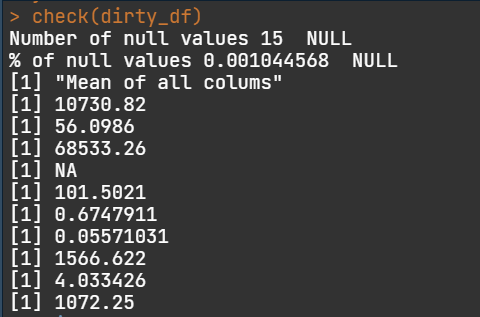 > check(dirty_df)
Number of null values 15  NULL
% of null values 0.001044568  NULL
[1] "Mean of all colums"
[1] 10730.82
[1] 56.0986
[1] 68533.26
[1] NA
[1] 101.5021
[1] 0.6747911
[1] 0.05571031
[1] 1566.622
[1] 4.033426
[1] 1072.25